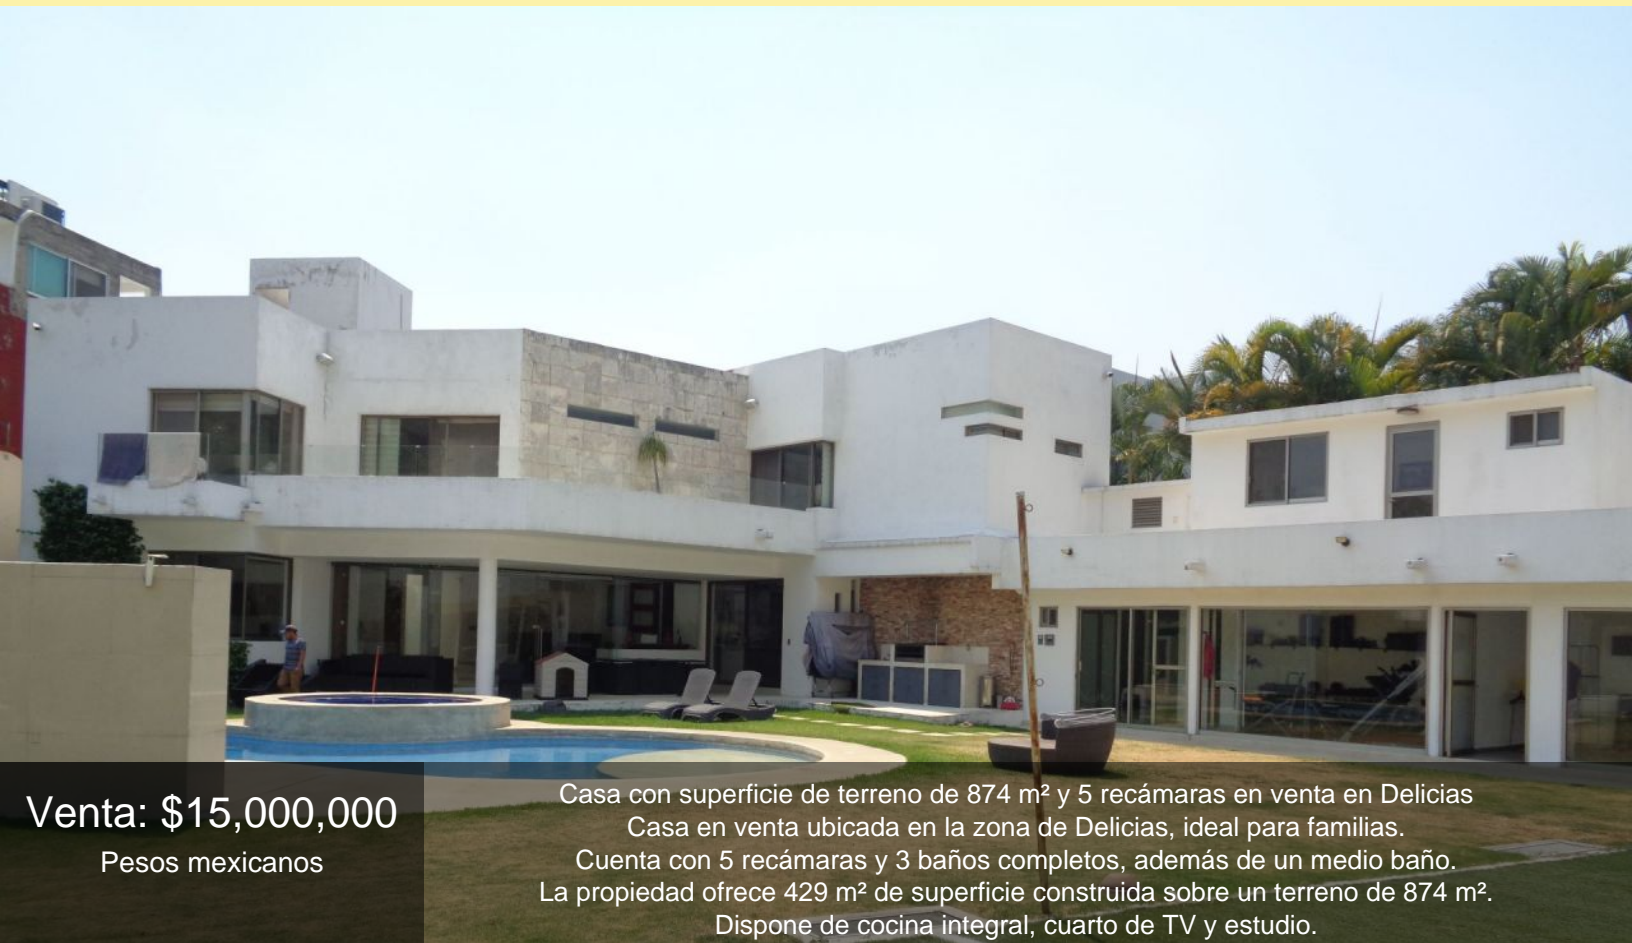 Venta: $15,000,000
Pesos mexicanos
Casa con superficie de terreno de 874 m² y 5 recámaras en venta en Delicias
Casa en venta ubicada en la zona de Delicias, ideal para familias.
Cuenta con 5 recámaras y 3 baños completos, además de un medio baño.
La propiedad ofrece 429 m² de superficie construida sobre un terreno de 874 m².
Dispone de cocina integral, cuarto de TV y estudio.